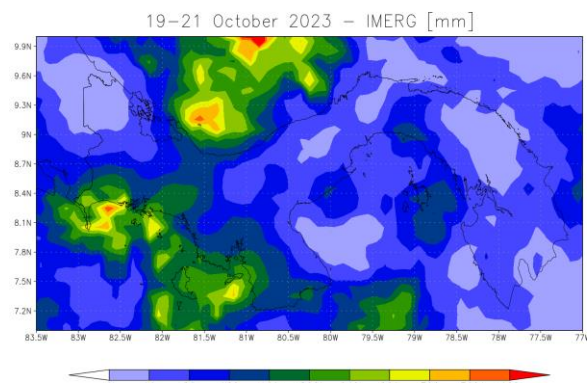 19–21 October 2023 – IMERG [mm]
9.9N
9.6N
9.3N
9N
8.7N
8.4N
8.1N
7.8N
7.5N
7.2N
83.5W 83W 82.5W 82W 81.5W 81W 80.5W 80W 79.5W 79W 78.5W 78W 77.5W 77W